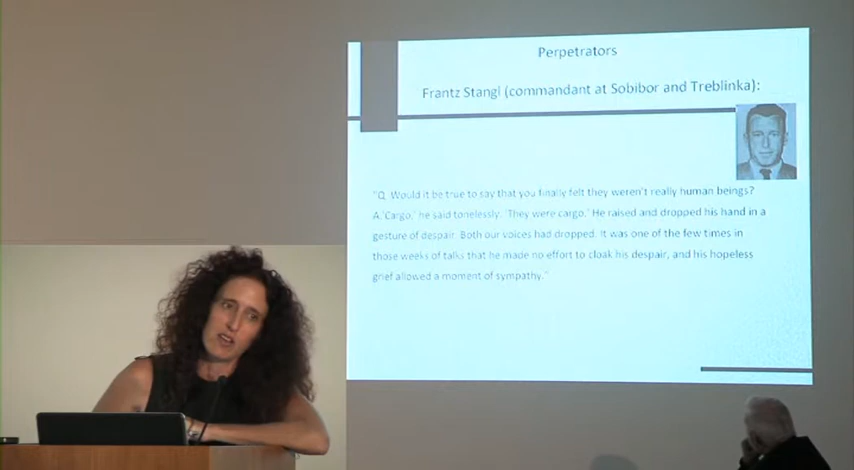 Perpetrators
Frantz Stangl (commandant at Sobibor and Treblinka):
"Q. Would it be true to say that you finally felt they weren't really human beings?
A.'Cargo,' he said tonelessly. 'They were cargo.' He raised and dropped his hand in a
gesture of despair. Both our voices had dropped. It was one of the few times in
those weeks of talks that he made no effort to cloak his despair, and his hopeless
grief allowed a moment of sympathy."